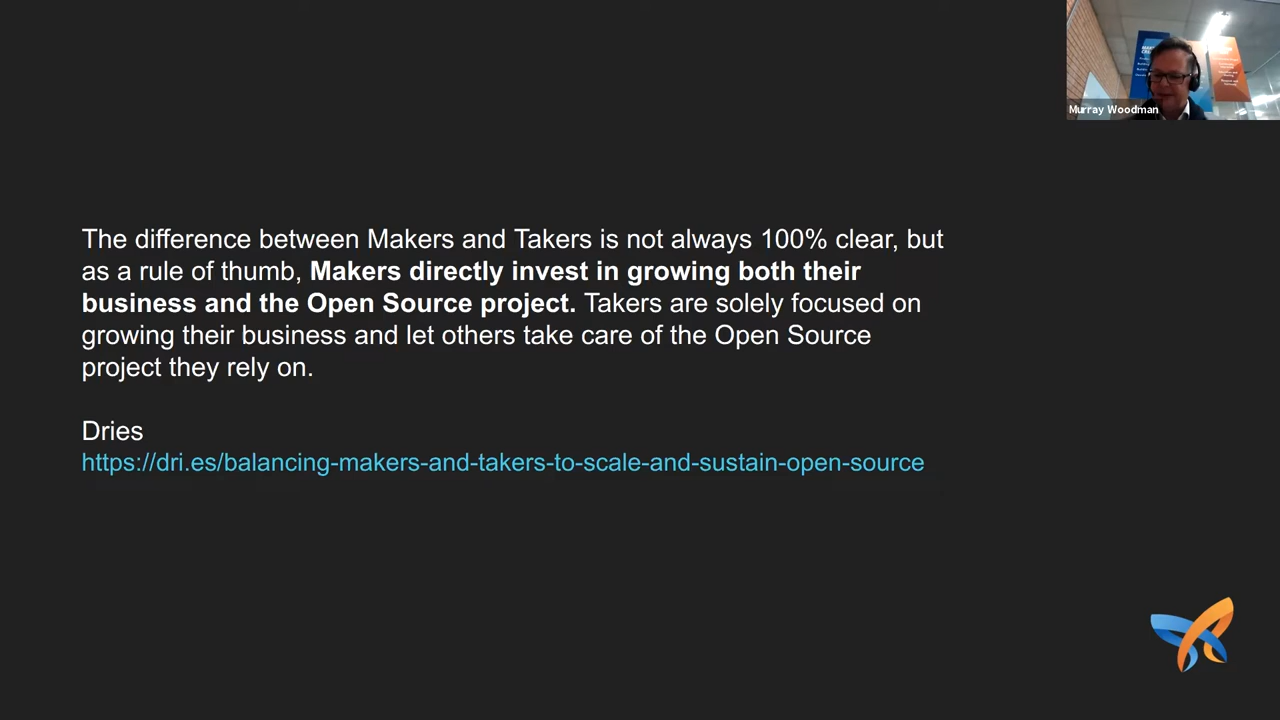 Murray Woodman
The difference between Makers and Takers is not always 100% clear, but
as a rule of thumb, Makers directly invest in growing both their
business and the Open Source project. Takers are solely focused on
growing their business and let others take care of the Open Source
project they rely on.
Dries
https://dri.es/balancing-makers-and-takers-to-scale-and-sustain-open-source